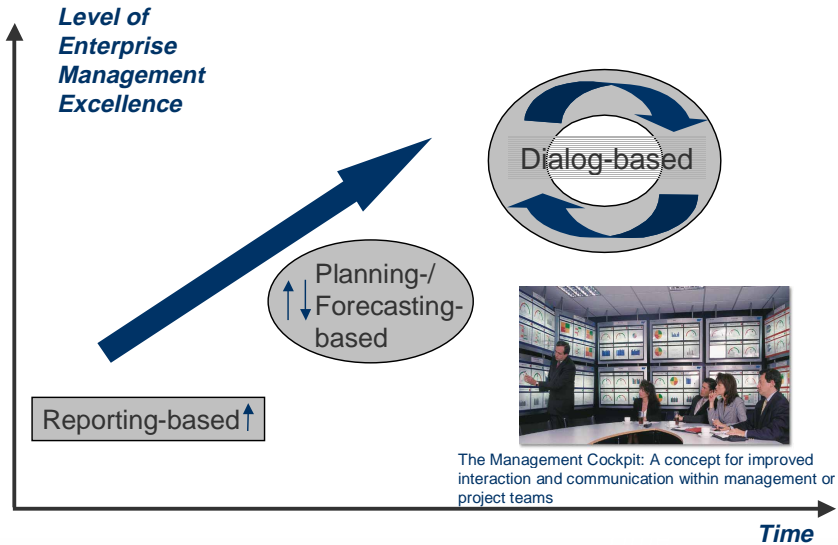 Level of
Enterprise
Management
Excellence
Dialog-based
Planning-/
Forecasting-
based
Reporting-based
The Management Cockpit: A concept for improved
interaction and communication within management or
project teams
Time